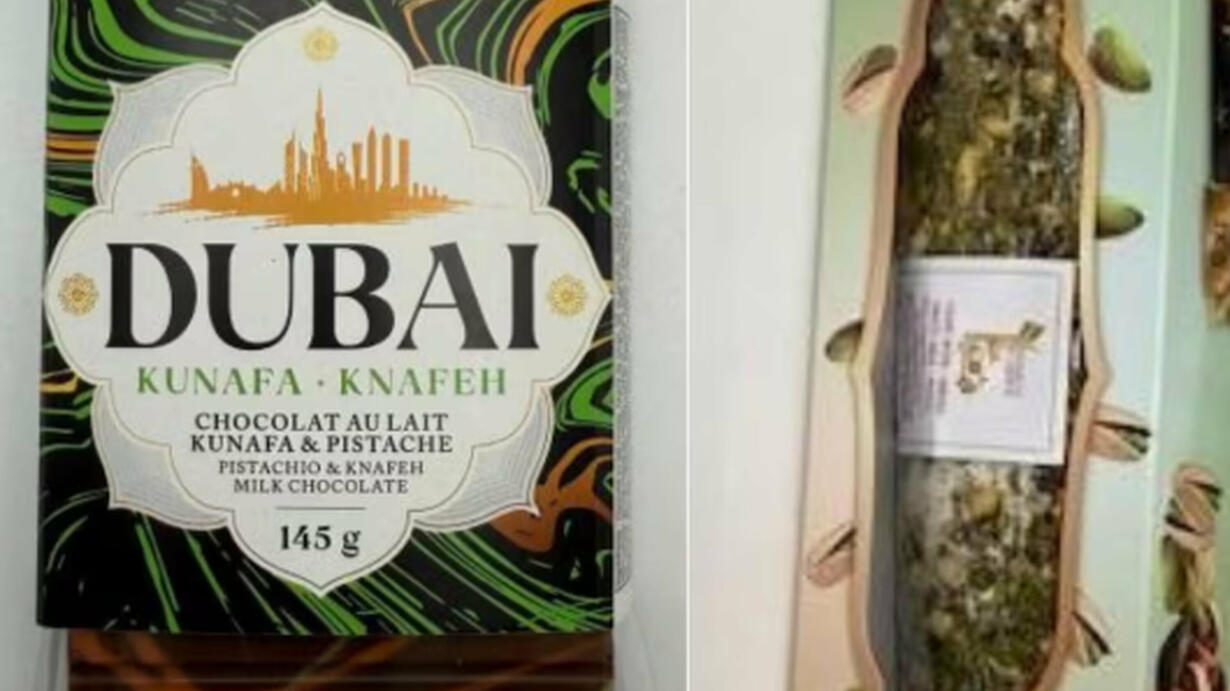 DUBAI
KUNAFA · KNAFEH
CHOCOLAT AU LAIT
KUNAFA & PISTACHE
PISTACHIO & KNAFEH
MILK CHOCOLATE
145 g